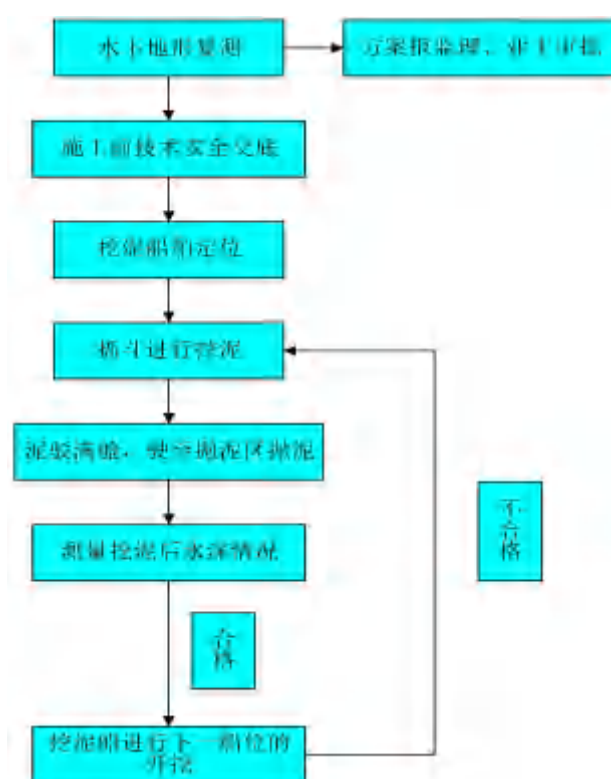 水下地形复测
方案报监理、业主审批
施工前技术安全交底
挖泥船舶定位
抓斗进行挖泥
泥驳满舱，驶至抛泥区抛泥
测量挖泥后水深情况
不合格
合格
挖泥船进行下一船位的
开挖